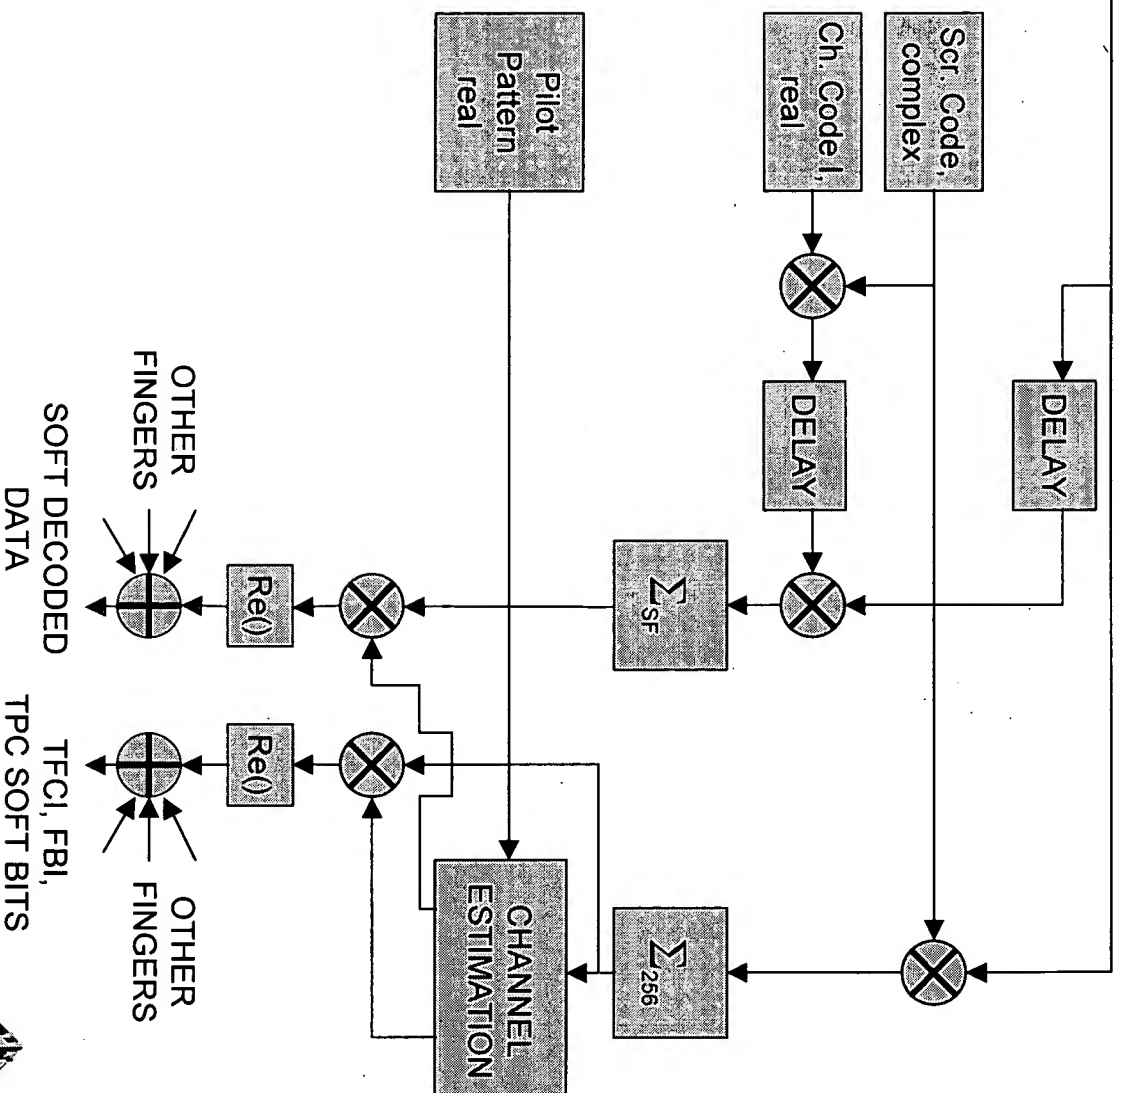 Scr. Code,
complex
Ch. Code I,
real
Pilot
Pattern
real
DELAY
DELAY
Σ SF
Σ 256
CHANNEL
ESTIMATION
Re()
Re()
OTHER
FINGERS
OTHER
FINGERS
SOFT DECODED
DATA
TFCI, FBI,
TPC SOFT BITS